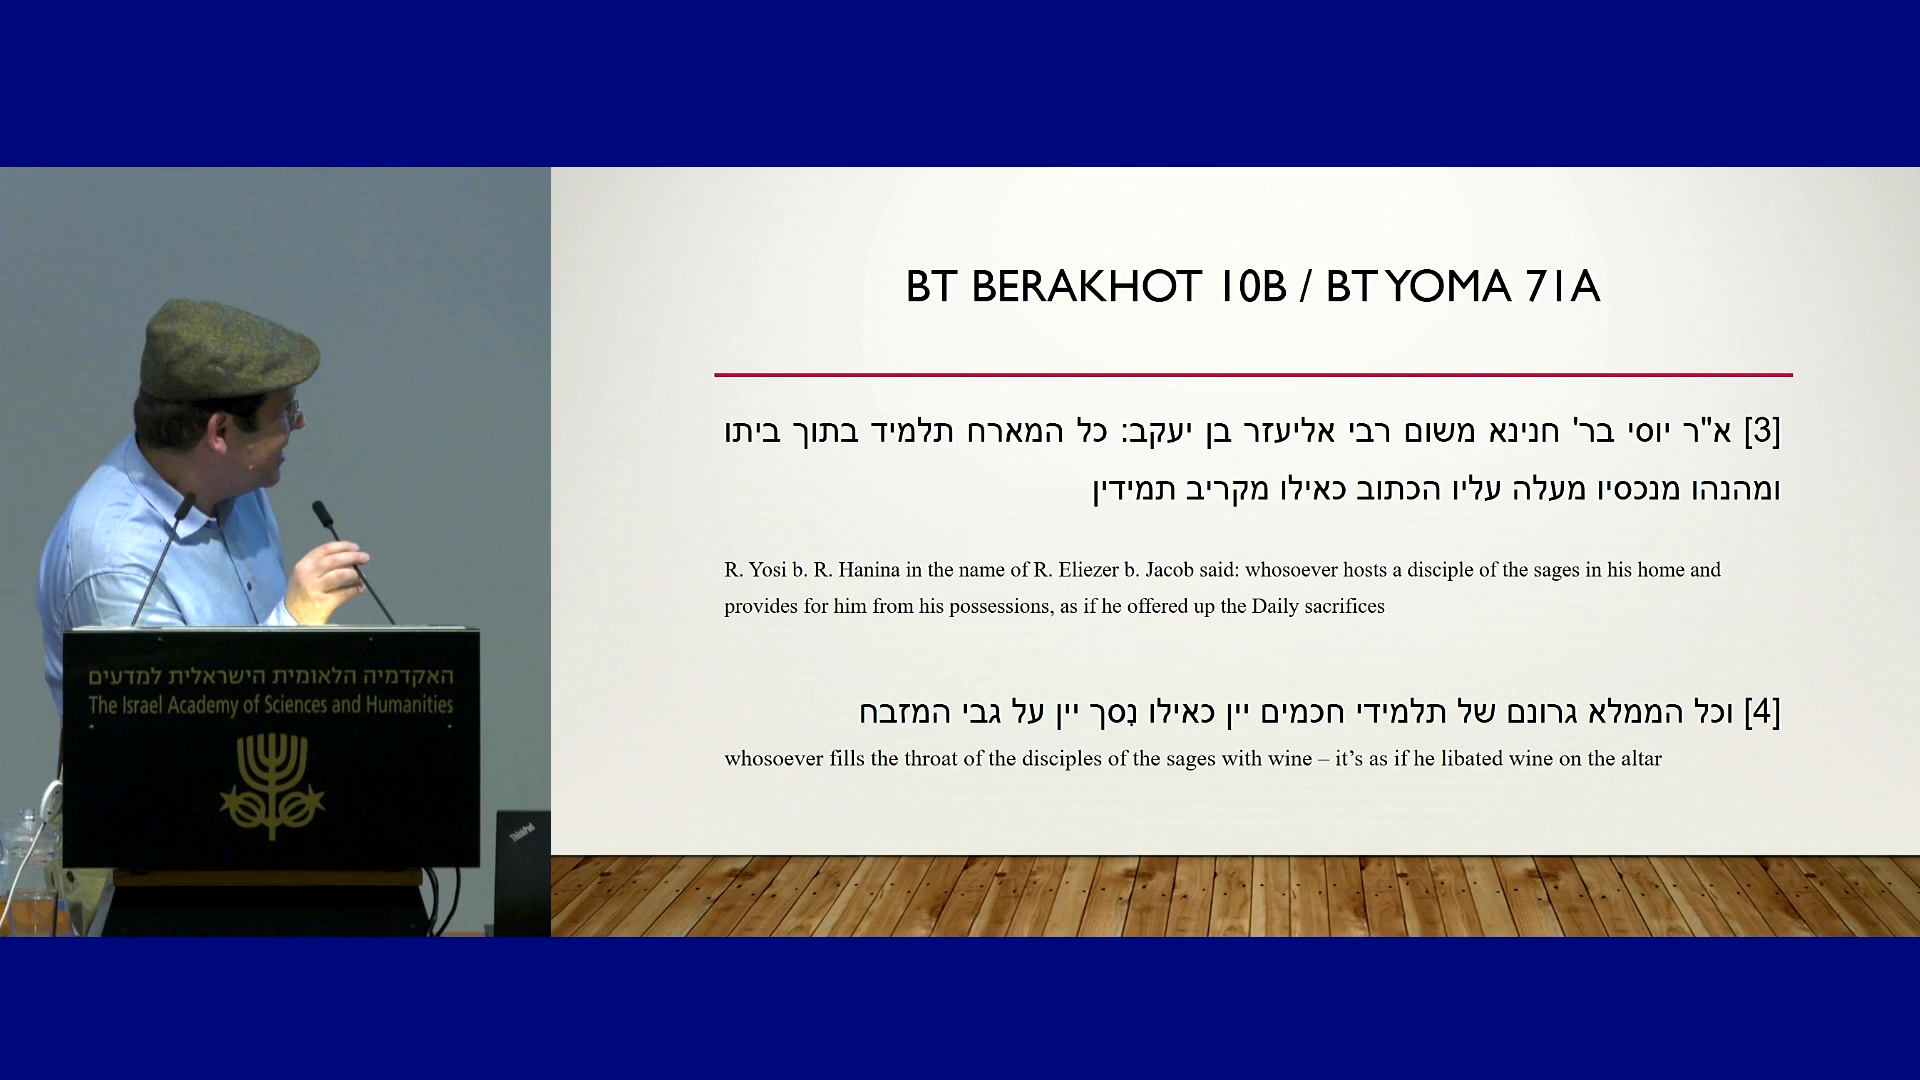 BT BERAKHOT 10B / BT YOMA 71A
[3] א"ר יוסי בר' חנינא משום רבי אליעזר בן יעקב: כל המארח תלמיד בתוך ביתו
ומהנהו מנכסיו מעלה עליו הכתוב כאילו מקריב תמידין
R. Yosi b. R. Hanina in the name of R. Eliezer b. Jacob said: whosoever hosts a disciple of the sages in his home and
provides for him from his possessions, as if he offered up the Daily sacrifices
[4] וכל הממלא גרונם של תלמידי חכמים יין כאילו נִסך יין על גבי המזבח
whosoever fills the throat of the disciples of the sages with wine – it’s as if he libated wine on the altar
האקדמיה הלאומית הישראלית למדעים
The Israel Academy of Sciences and Humanities
ThinkPad